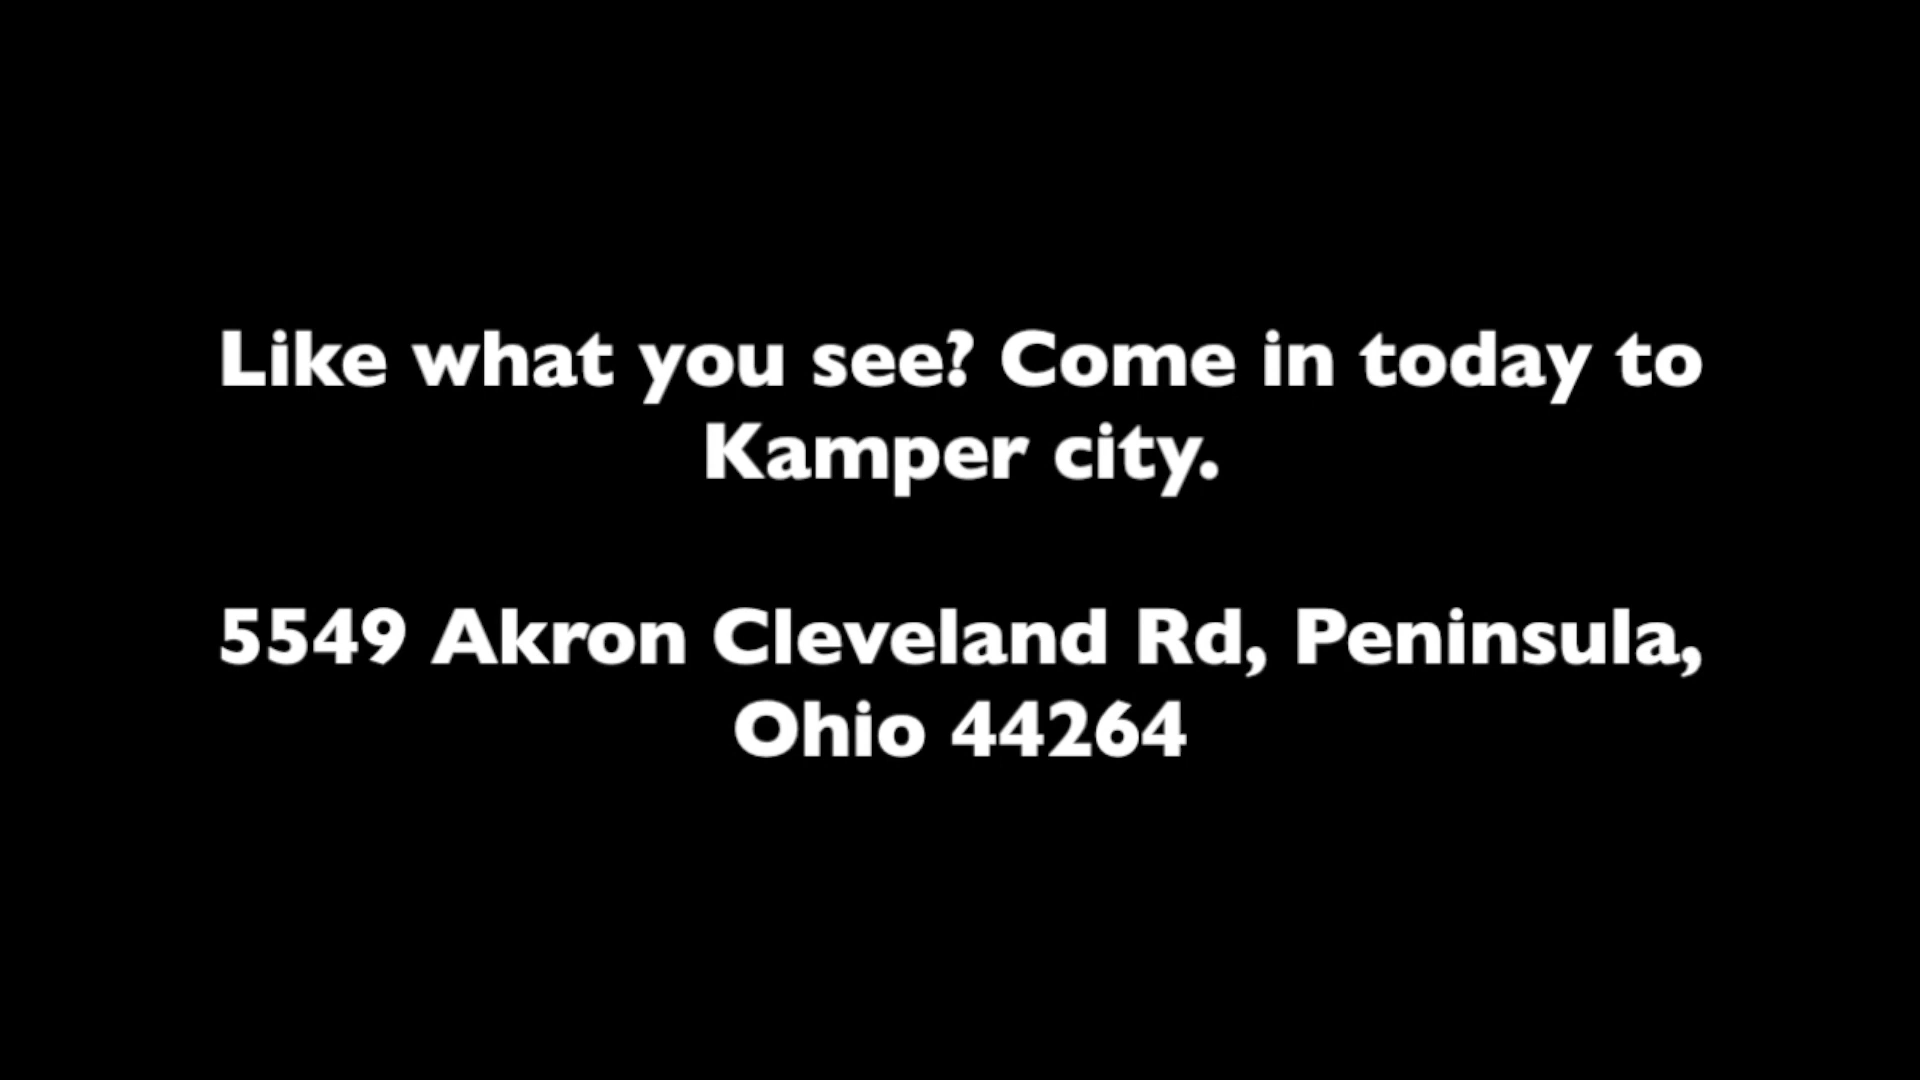 Like what you see? Come in today to
Kamper city.
5549 Akron Cleveland Rd, Peninsula,
Ohio 44264